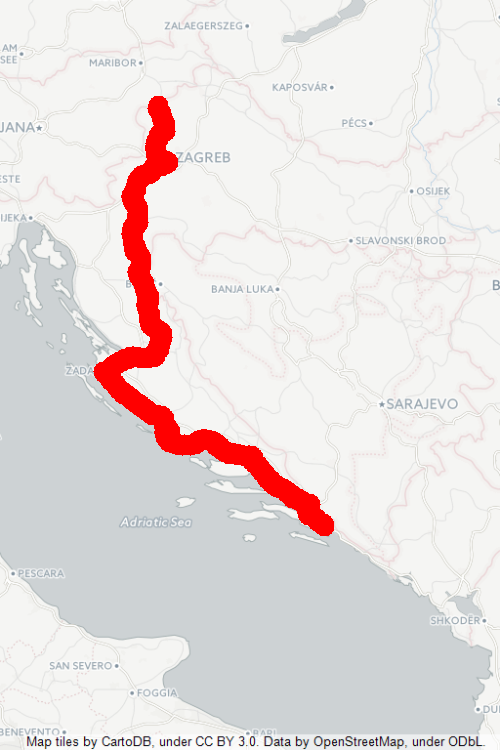 ZALAEGERSZEG
AM
SEE
MARIBOR
KAPOSVÁR
JANA
PÉCS
ZAGREB
ESTE
OSIJEK
IJEKA
SLAVONSKI BROD
B
BANJA LUKA
B
ZADA
SARAJEVO
Adriatic Sea
PESCARA
SHKODËR
SAN SEVERO
FOGGIA
DU
BENEVENTO
BARI
Map tiles by CartoDB, under CC BY 3.0. Data by OpenStreetMap, under ODbL.